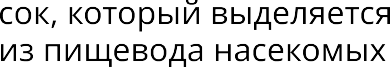 сок, который выделяется
из пищевода насекомых